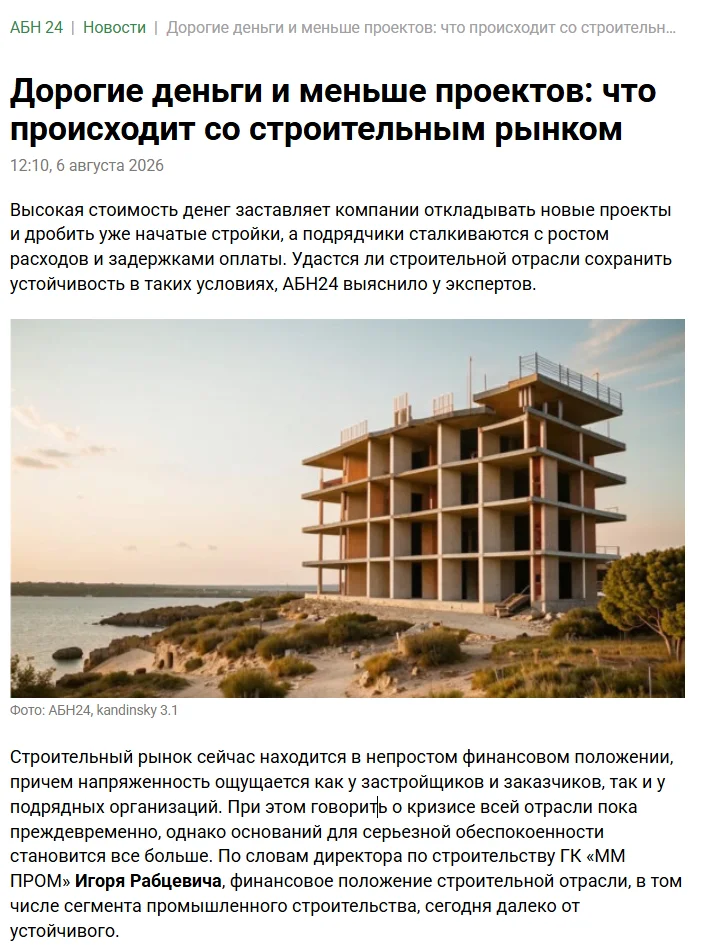 АБН 24 | Новости | Дорогие деньги и меньше проектов: что происходит со строительн...
Дорогие деньги и меньше проектов: что
происходит со строительным рынком
12:10, 6 августа 2026
Высокая стоимость денег заставляет компании откладывать новые проекты
и дробить уже начатые стройки, а подрядчики сталкиваются с ростом
расходов и задержками оплаты. Удастся ли строительной отрасли сохранить
устойчивость в таких условиях, АБН24 выяснило у экспертов.
Фото: АБН24, kandinsky 3.1
Строительный рынок сейчас находится в непростом финансовом положении,
причем напряженность ощущается как у застройщиков и заказчиков, так и у
подрядных организаций. При этом говорить о кризисе всей отрасли пока
преждевременно, однако оснований для серьезной обеспокоенности
становится все больше. По словам директора по строительству ГК «ММ
ПРОМ» Игоря Рабцевича, финансовое положение строительной отрасли, в том
числе сегмента промышленного строительства, сегодня далеко от
устойчивого.